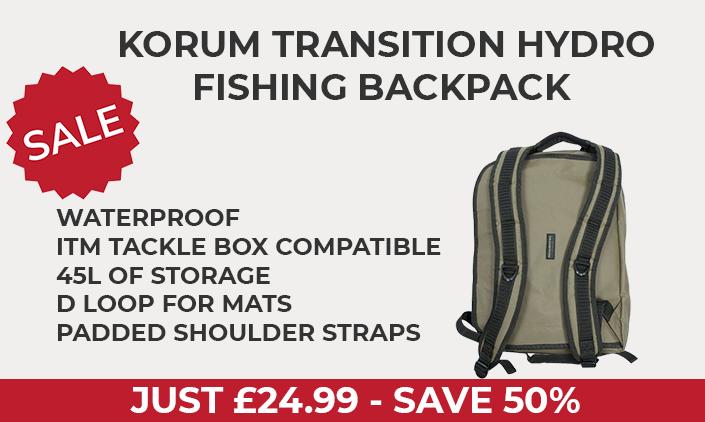 KORUM TRANSITION HYDRO
FISHING BACKPACK
SALE
WATERPROOF
ITM TACKLE BOX COMPATIBLE
45L OF STORAGE
D LOOP FOR MATS
PADDED SHOULDER STRAPS
JUST £24.99 - SAVE 50%